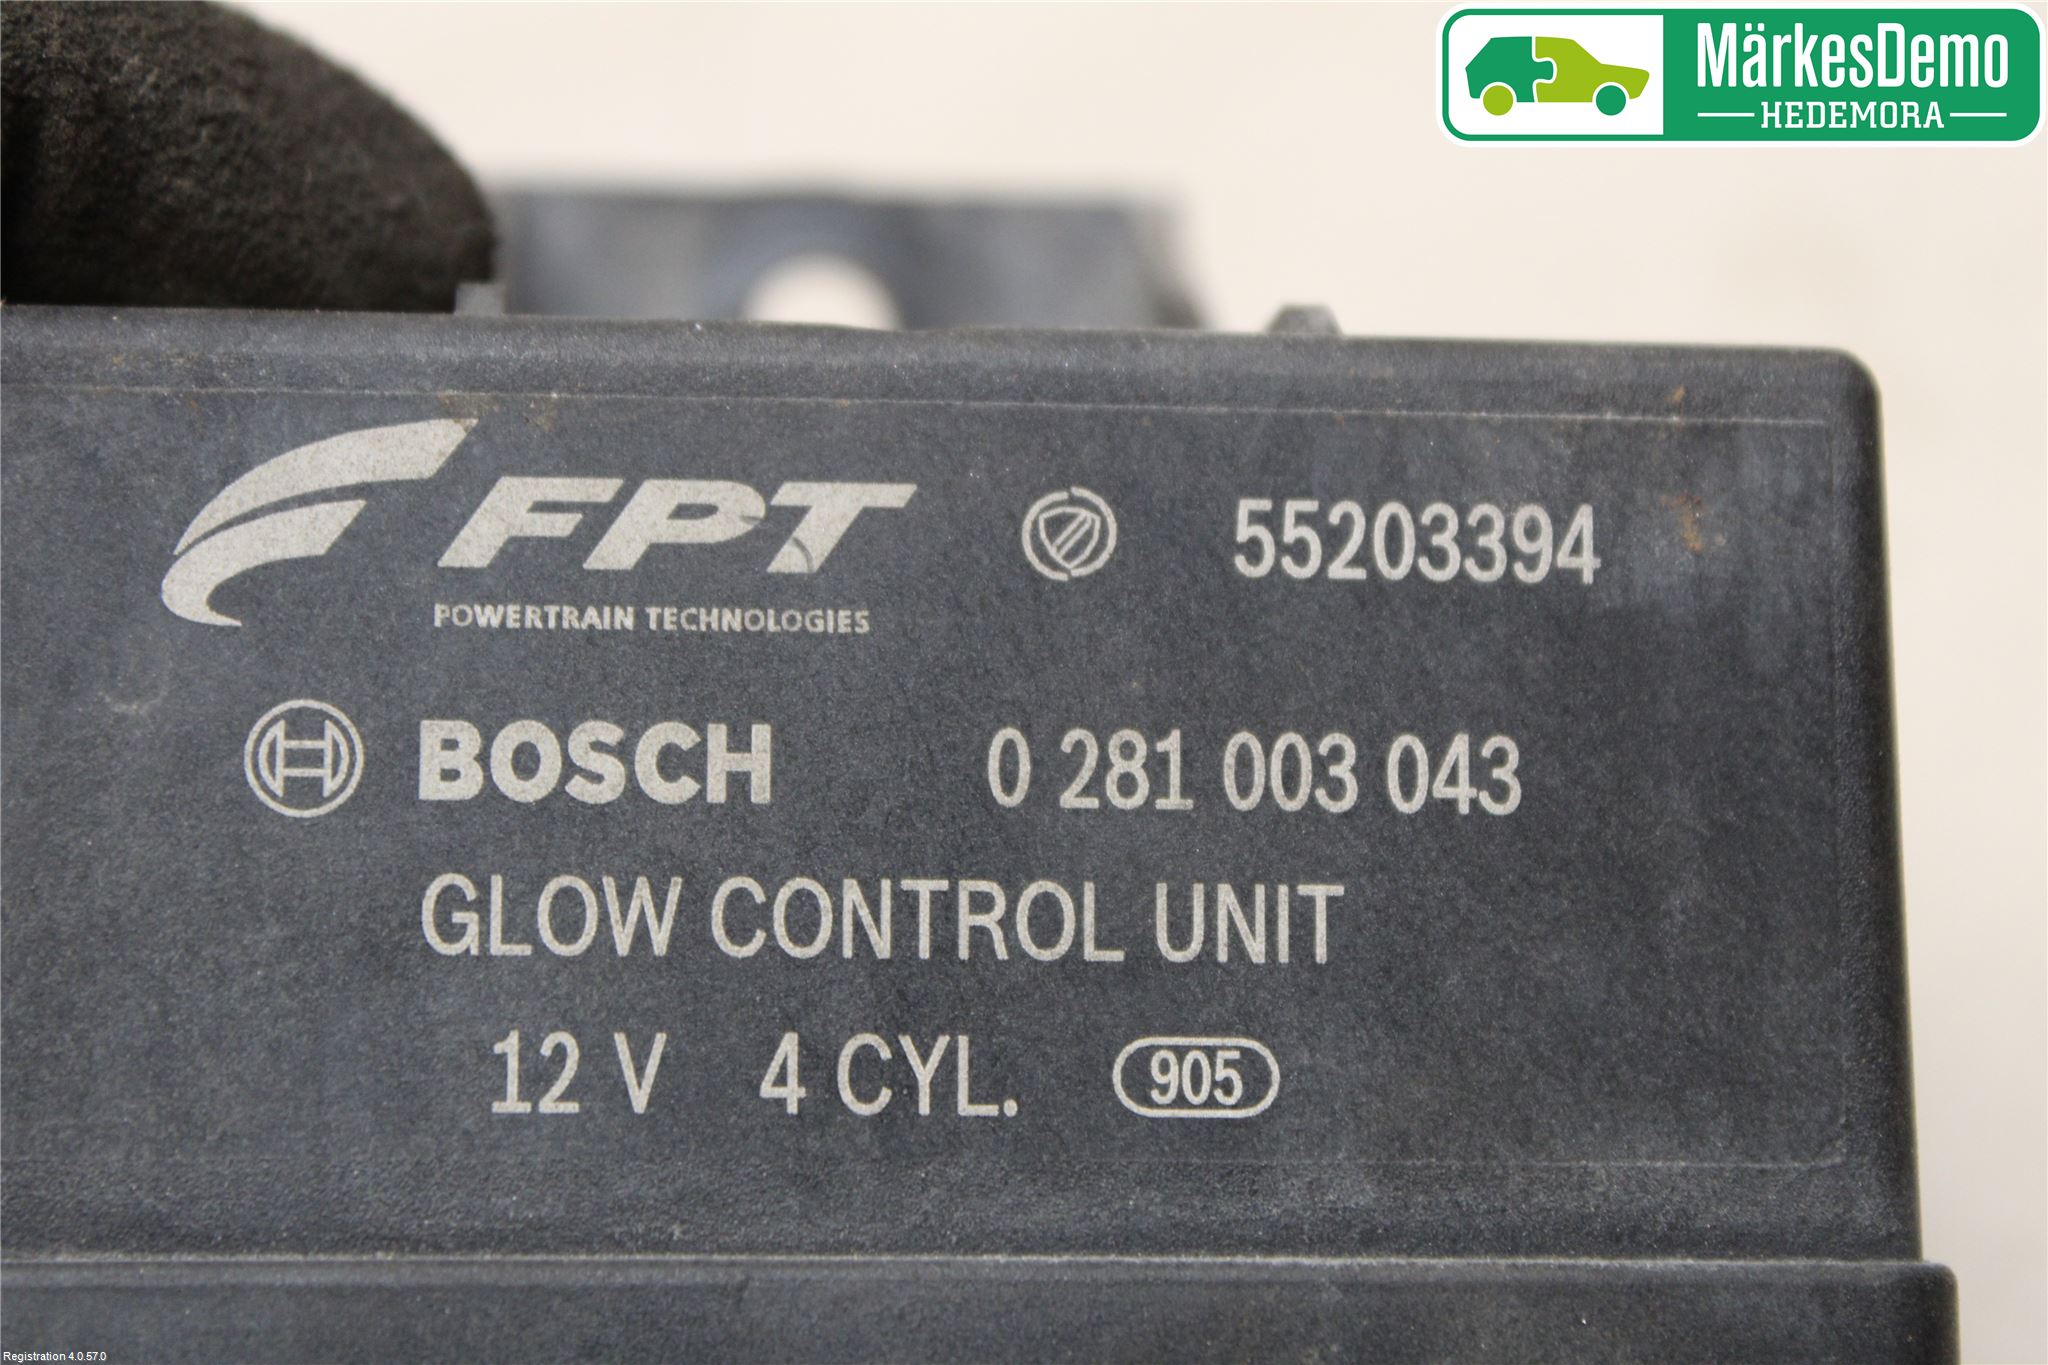 MärkesDemo
HEDEMORA
FPT 55203394
POWERTRAIN TECHNOLOGIES
BOSCH 0 281 003 043
GLOW CONTROL UNIT
12 V 4 CYL. 905
Registration 4.0.57.0